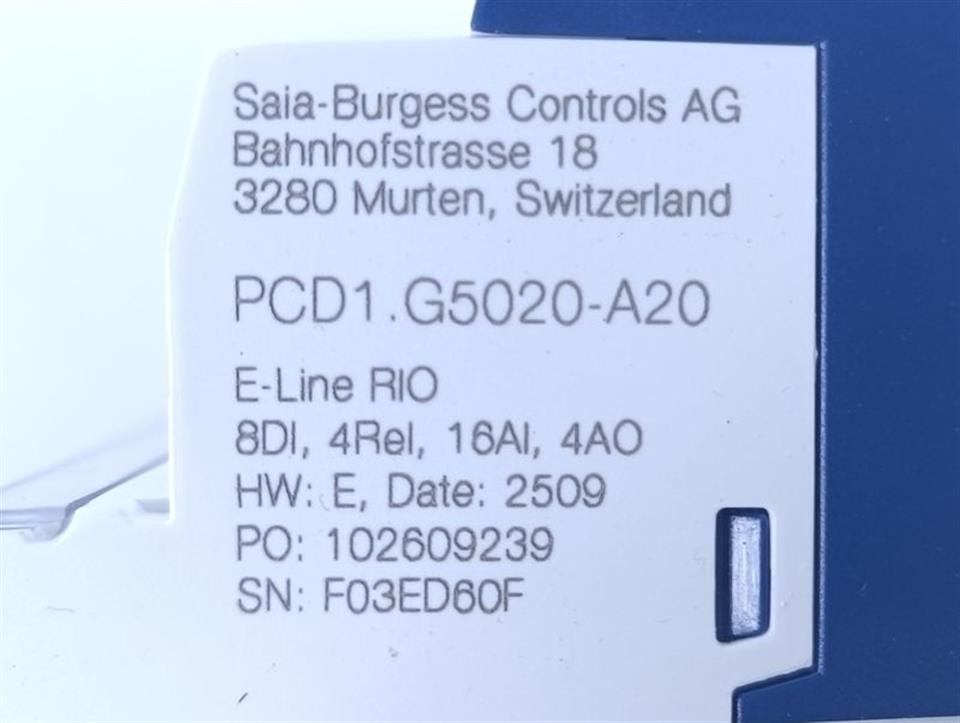 Saia-Burgess Controls AG
Bahnhofstrasse 18
3280 Murten, Switzerland
PCD1.G5020-A20
E-Line RIO
8DI, 4Rel, 16AI, 4AO
HW: E, Date: 2509
PO: 102609239
SN: F03ED60F